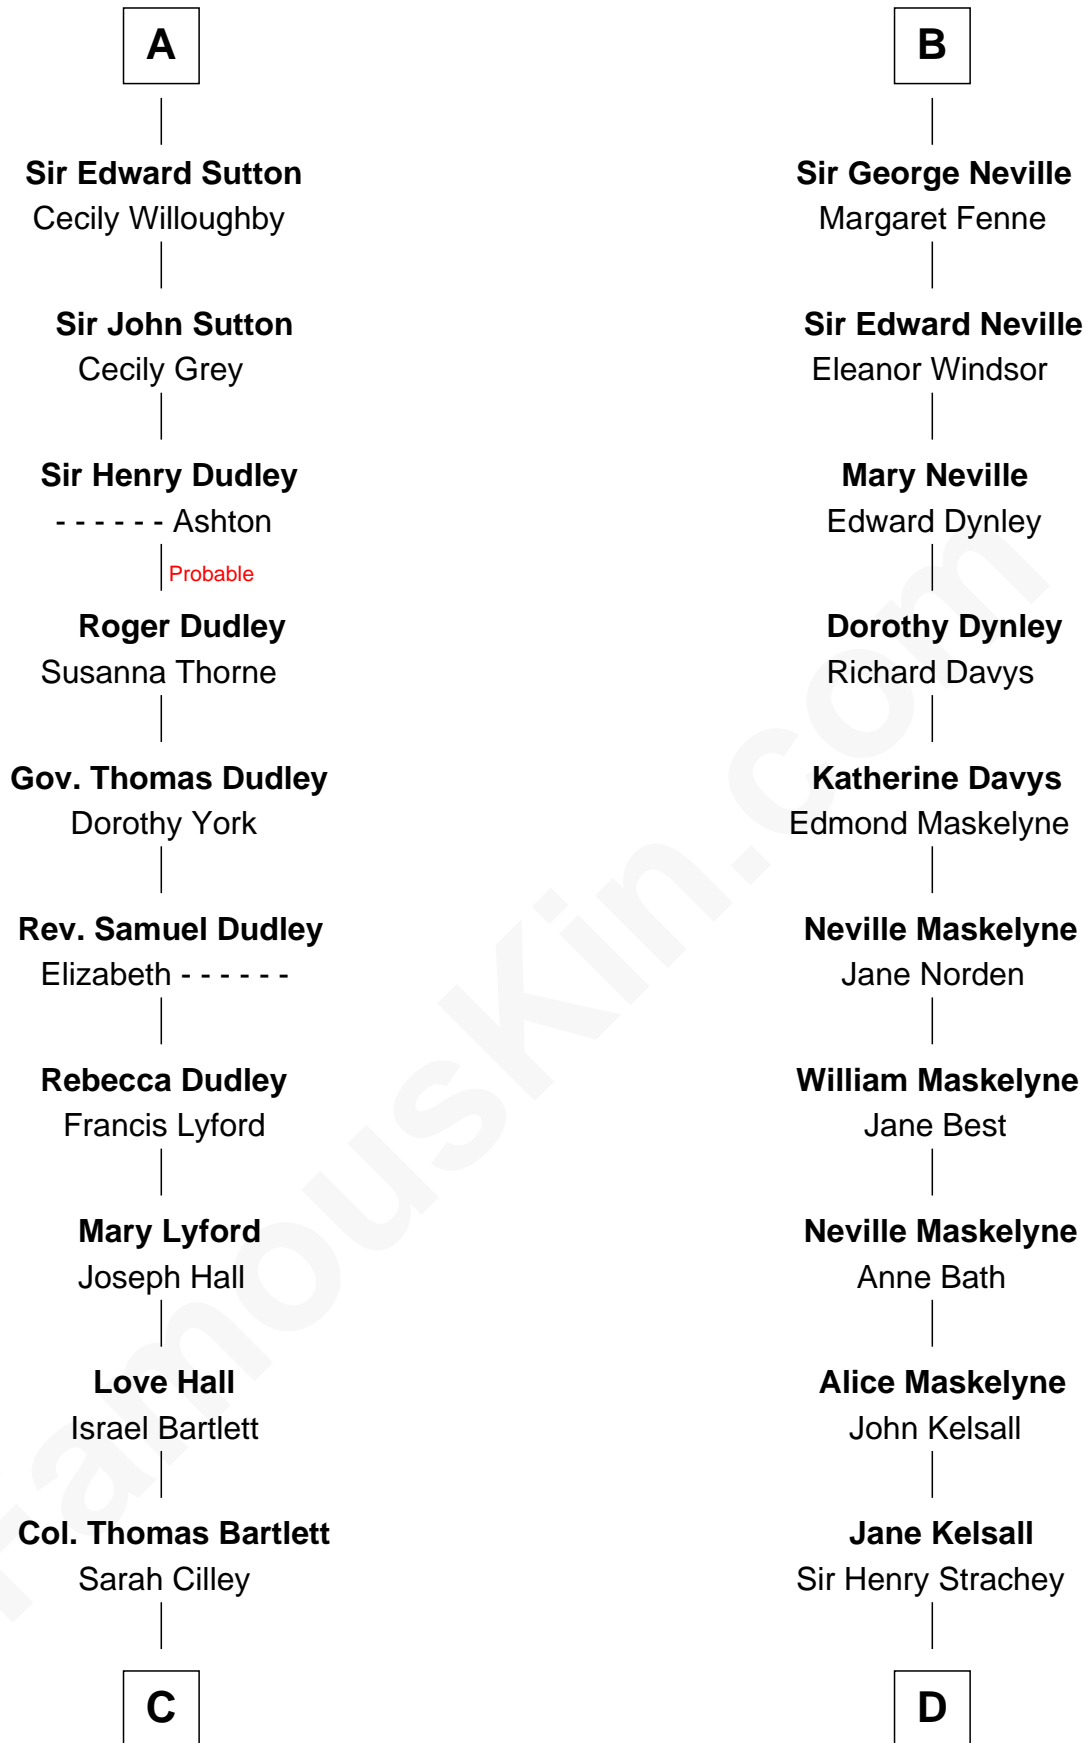 A
Sir Edward Sutton
Cecily Willoughby
Sir John Sutton
Cecily Grey
Sir Henry Dudley
- - - - - - Ashton
Probable
Roger Dudley
Susanna Thorne
Gov. Thomas Dudley
Dorothy York
Rev. Samuel Dudley
Elizabeth - - - - - -
Rebecca Dudley
Francis Lyford
Mary Lyford
Joseph Hall
Love Hall
Israel Bartlett
Col. Thomas Bartlett
Sarah Cilley
C
B
Sir George Neville
Margaret Fenne
Sir Edward Neville
Eleanor Windsor
Mary Neville
Edward Dynley
Dorothy Dynley
Richard Davys
Katherine Davys
Edmond Maskelyne
Neville Maskelyne
Jane Norden
William Maskelyne
Jane Best
Neville Maskelyne
Anne Bath
Alice Maskelyne
John Kelsall
Jane Kelsall
Sir Henry Strachey
D
FamousKin.com